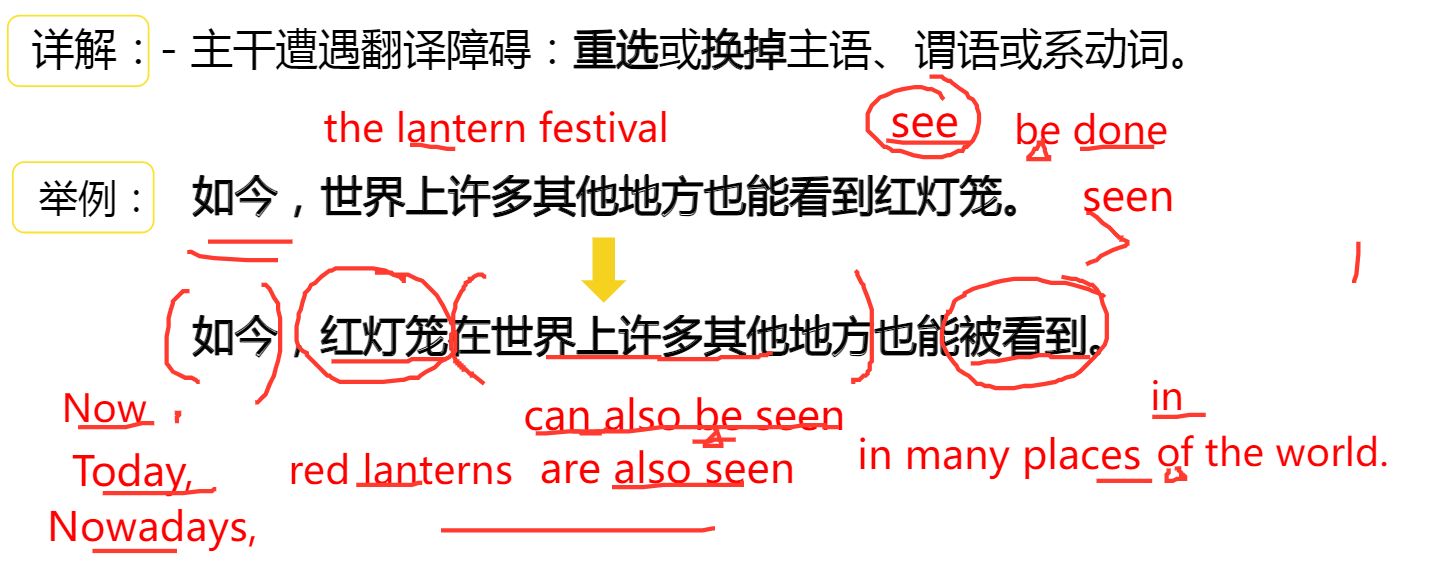 详解：- 主干遭遇翻译障碍：重选或换掉主语、谓语或系动词。
the lantern festival see be done
举例： 如今，世界上许多其他地方也能看到红灯笼。 seen
如今，红灯笼在世界上许多其他地方也能被看到。
Now , can also be seen in
Today, red lanterns are also seen in many places of the world.
Nowadays,